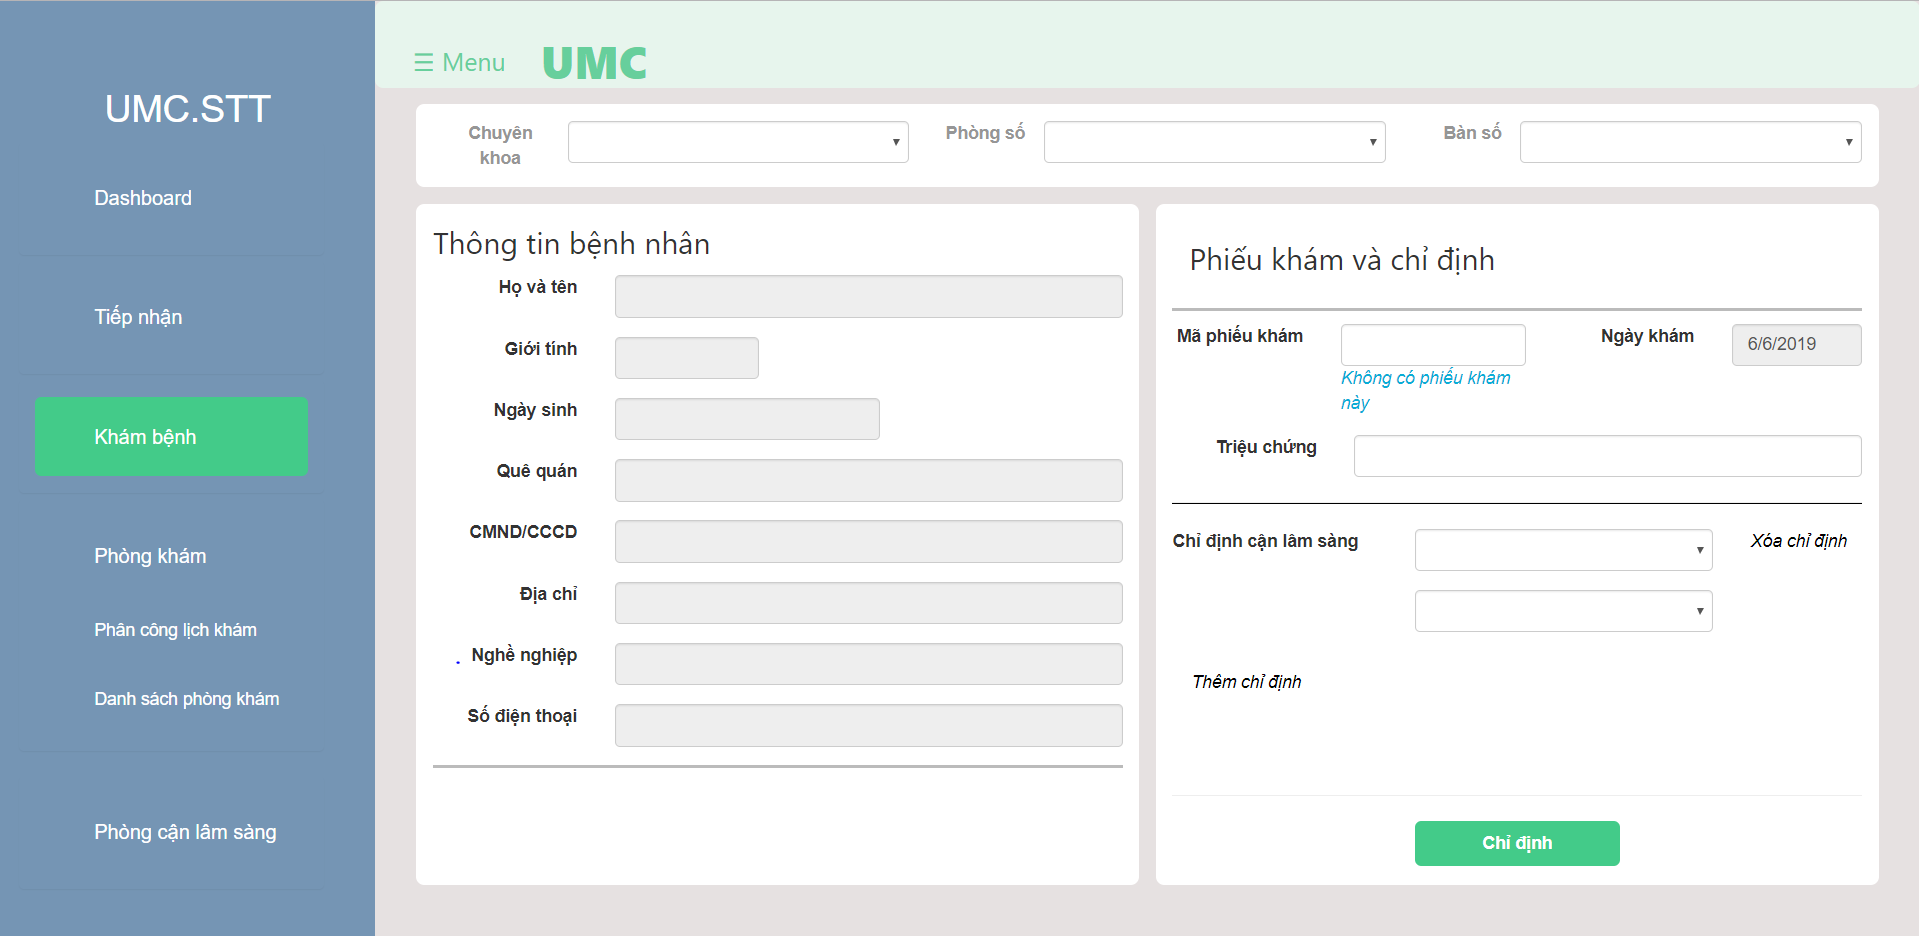 UMC.STT
Dashboard
Tiếp nhận
Khám bệnh
Phòng khám
Phân công lịch khám
Danh sách phòng khám
Phòng cận lâm sàng
☰ Menu UMC
Chuyên khoa
Phòng số
Bàn số
Thông tin bệnh nhân
Họ và tên
Giới tính
Ngày sinh
Quê quán
CMND/CCCD
Địa chỉ
Nghề nghiệp
Số điện thoại
Phiếu khám và chỉ định
Mã phiếu khám
Ngày khám 6/6/2019
Không có phiếu khám
này
Triệu chứng
Chỉ định cận lâm sàng
Xóa chỉ định
Thêm chỉ định
Chỉ định